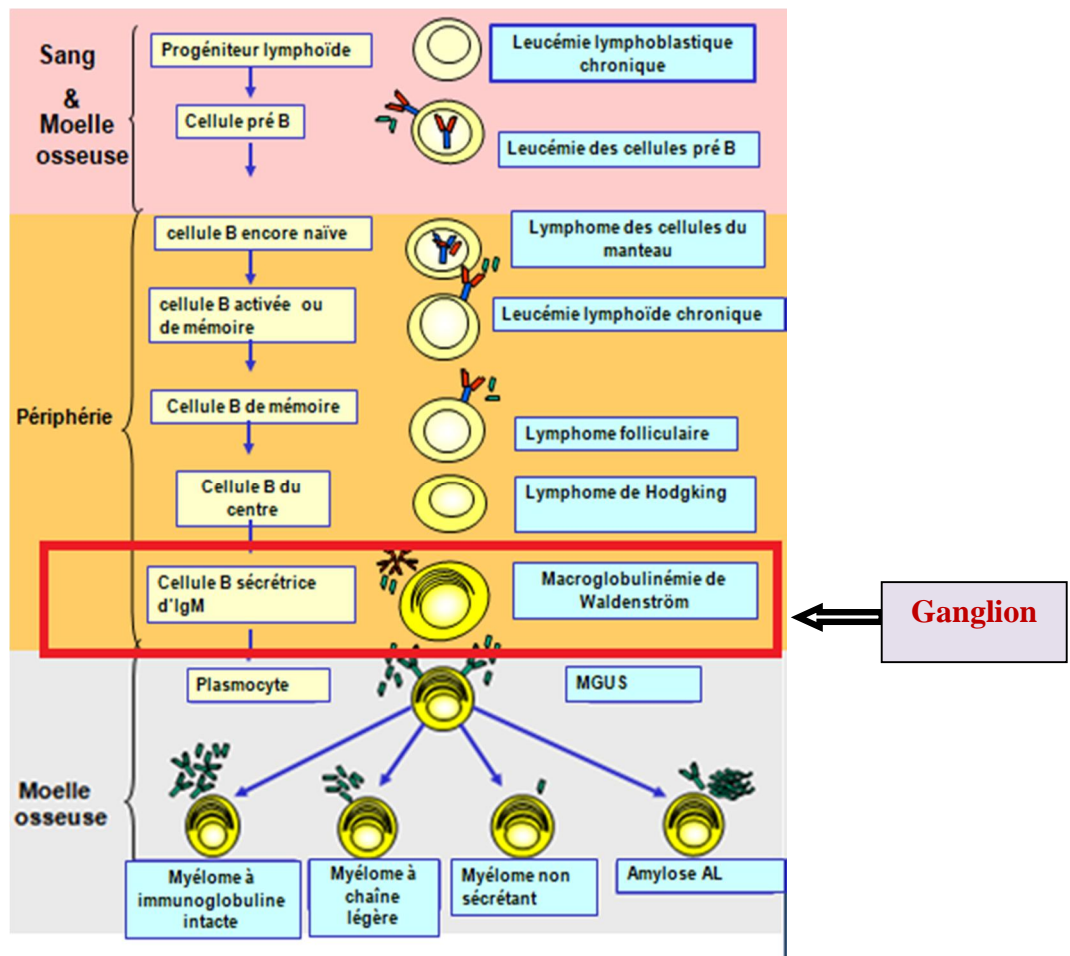 Sang
&
Moelle
osseuse
Progéniteur lymphoïde
Leucémie lymphoblastique
chronique
Cellule pré B
Leucémie des cellules pré B
Périphérie
cellule B encore naïve
Lymphome des cellules du
manteau
cellule B activée ou
de mémoire
Leucémie lymphoïde chronique
Cellule B de mémoire
Lymphome folliculaire
Cellule B du
centre
Lymphome de Hodgking
Cellule B sécrétrice
d'IgM
Macroglobulinémie de
Waldenström
Ganglion
Moelle
osseuse
Plasmocyte
MGUS
Myélome à
immunoglobuline
intacte
Myélome à
chaîne
légère
Myélome non
sécrétant
Amylose AL